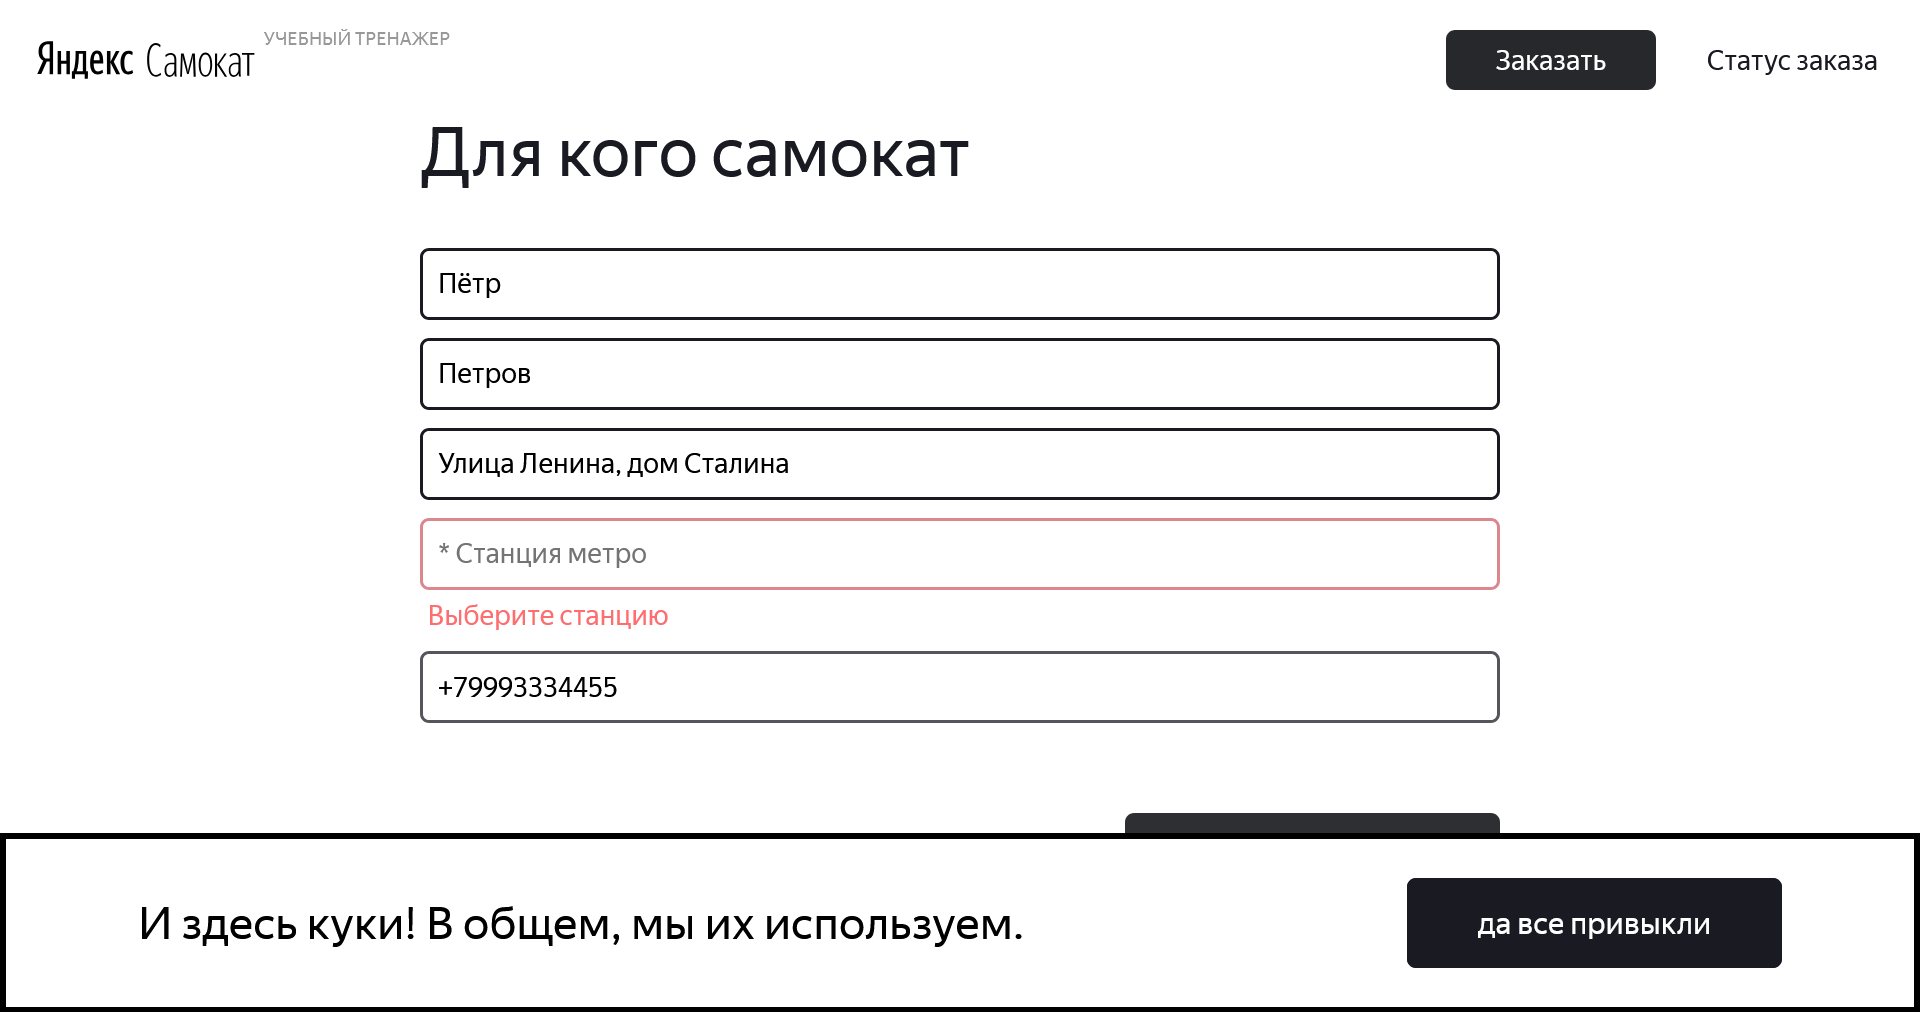 Яндекс Самокат
УЧЕБНЫЙ ТРЕНАЖЕР
Заказать
Статус заказа
Для кого самокат
Пётр
Петров
Улица Ленина, дом Сталина
* Станция метро
Выберите станцию
+79993334455
И здесь куки! В общем, мы их используем.
да все привыкли